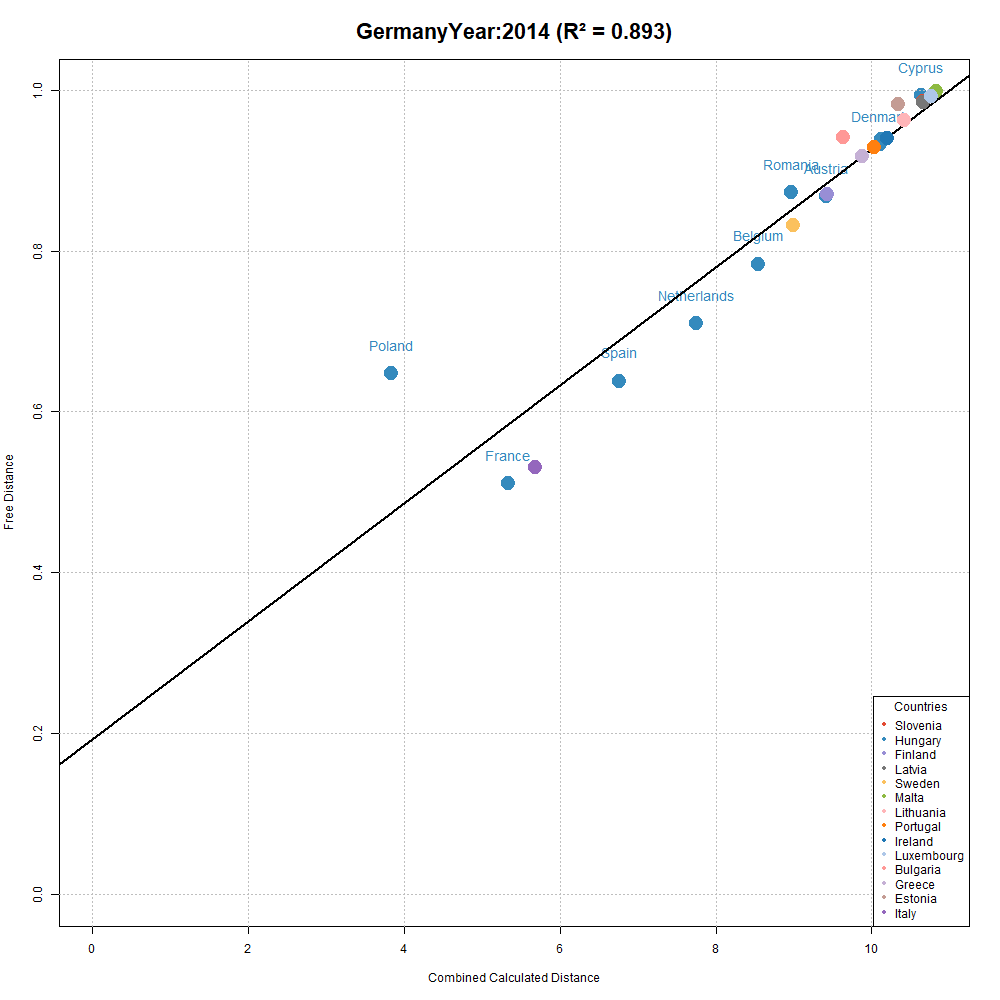 GermanyYear:2014 (R² = 0.893)
Cyprus
Denmar
Romania
Austria
Belgium
Netherlands
Poland
Spain
France
1.0
0.8
0.6
0.4
0.2
0.0
Free Distance
Countries
Slovenia
Hungary
Finland
Latvia
Sweden
Malta
Lithuania
Portugal
Ireland
Luxembourg
Bulgaria
Greece
Estonia
Italy
0 2 4 6 8 10
Combined Calculated Distance